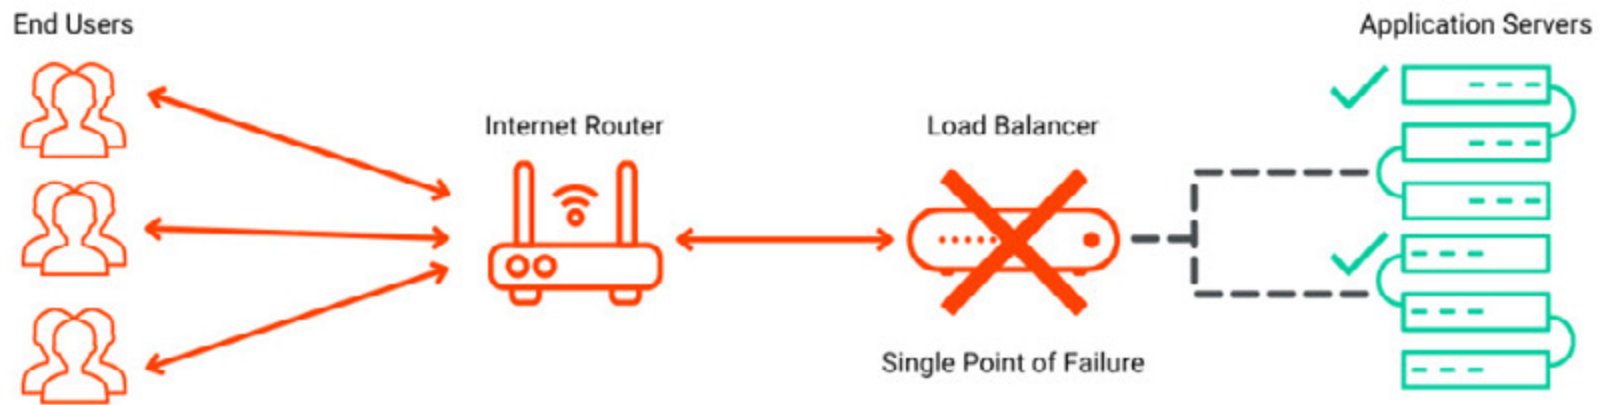 End Users
Application Servers
Internet Router
Load Balancer
Single Point of Failure